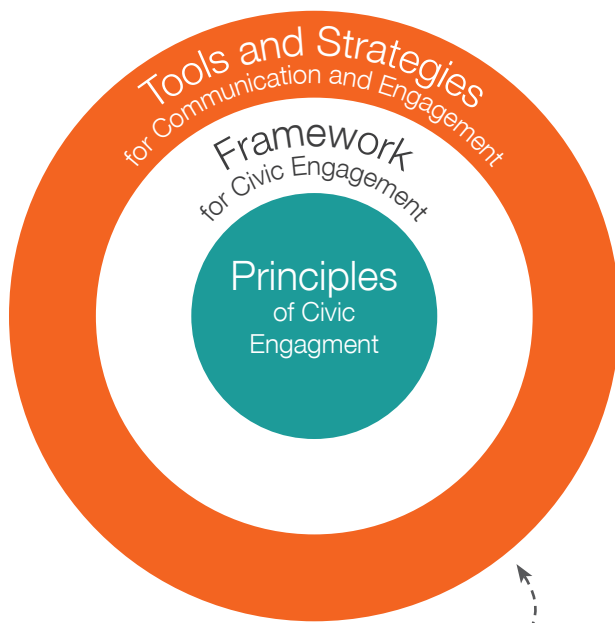 Tools and Strategies
for Communication and Engagement
Framework
for Civic Engagement
Principles
of Civic
Engagment